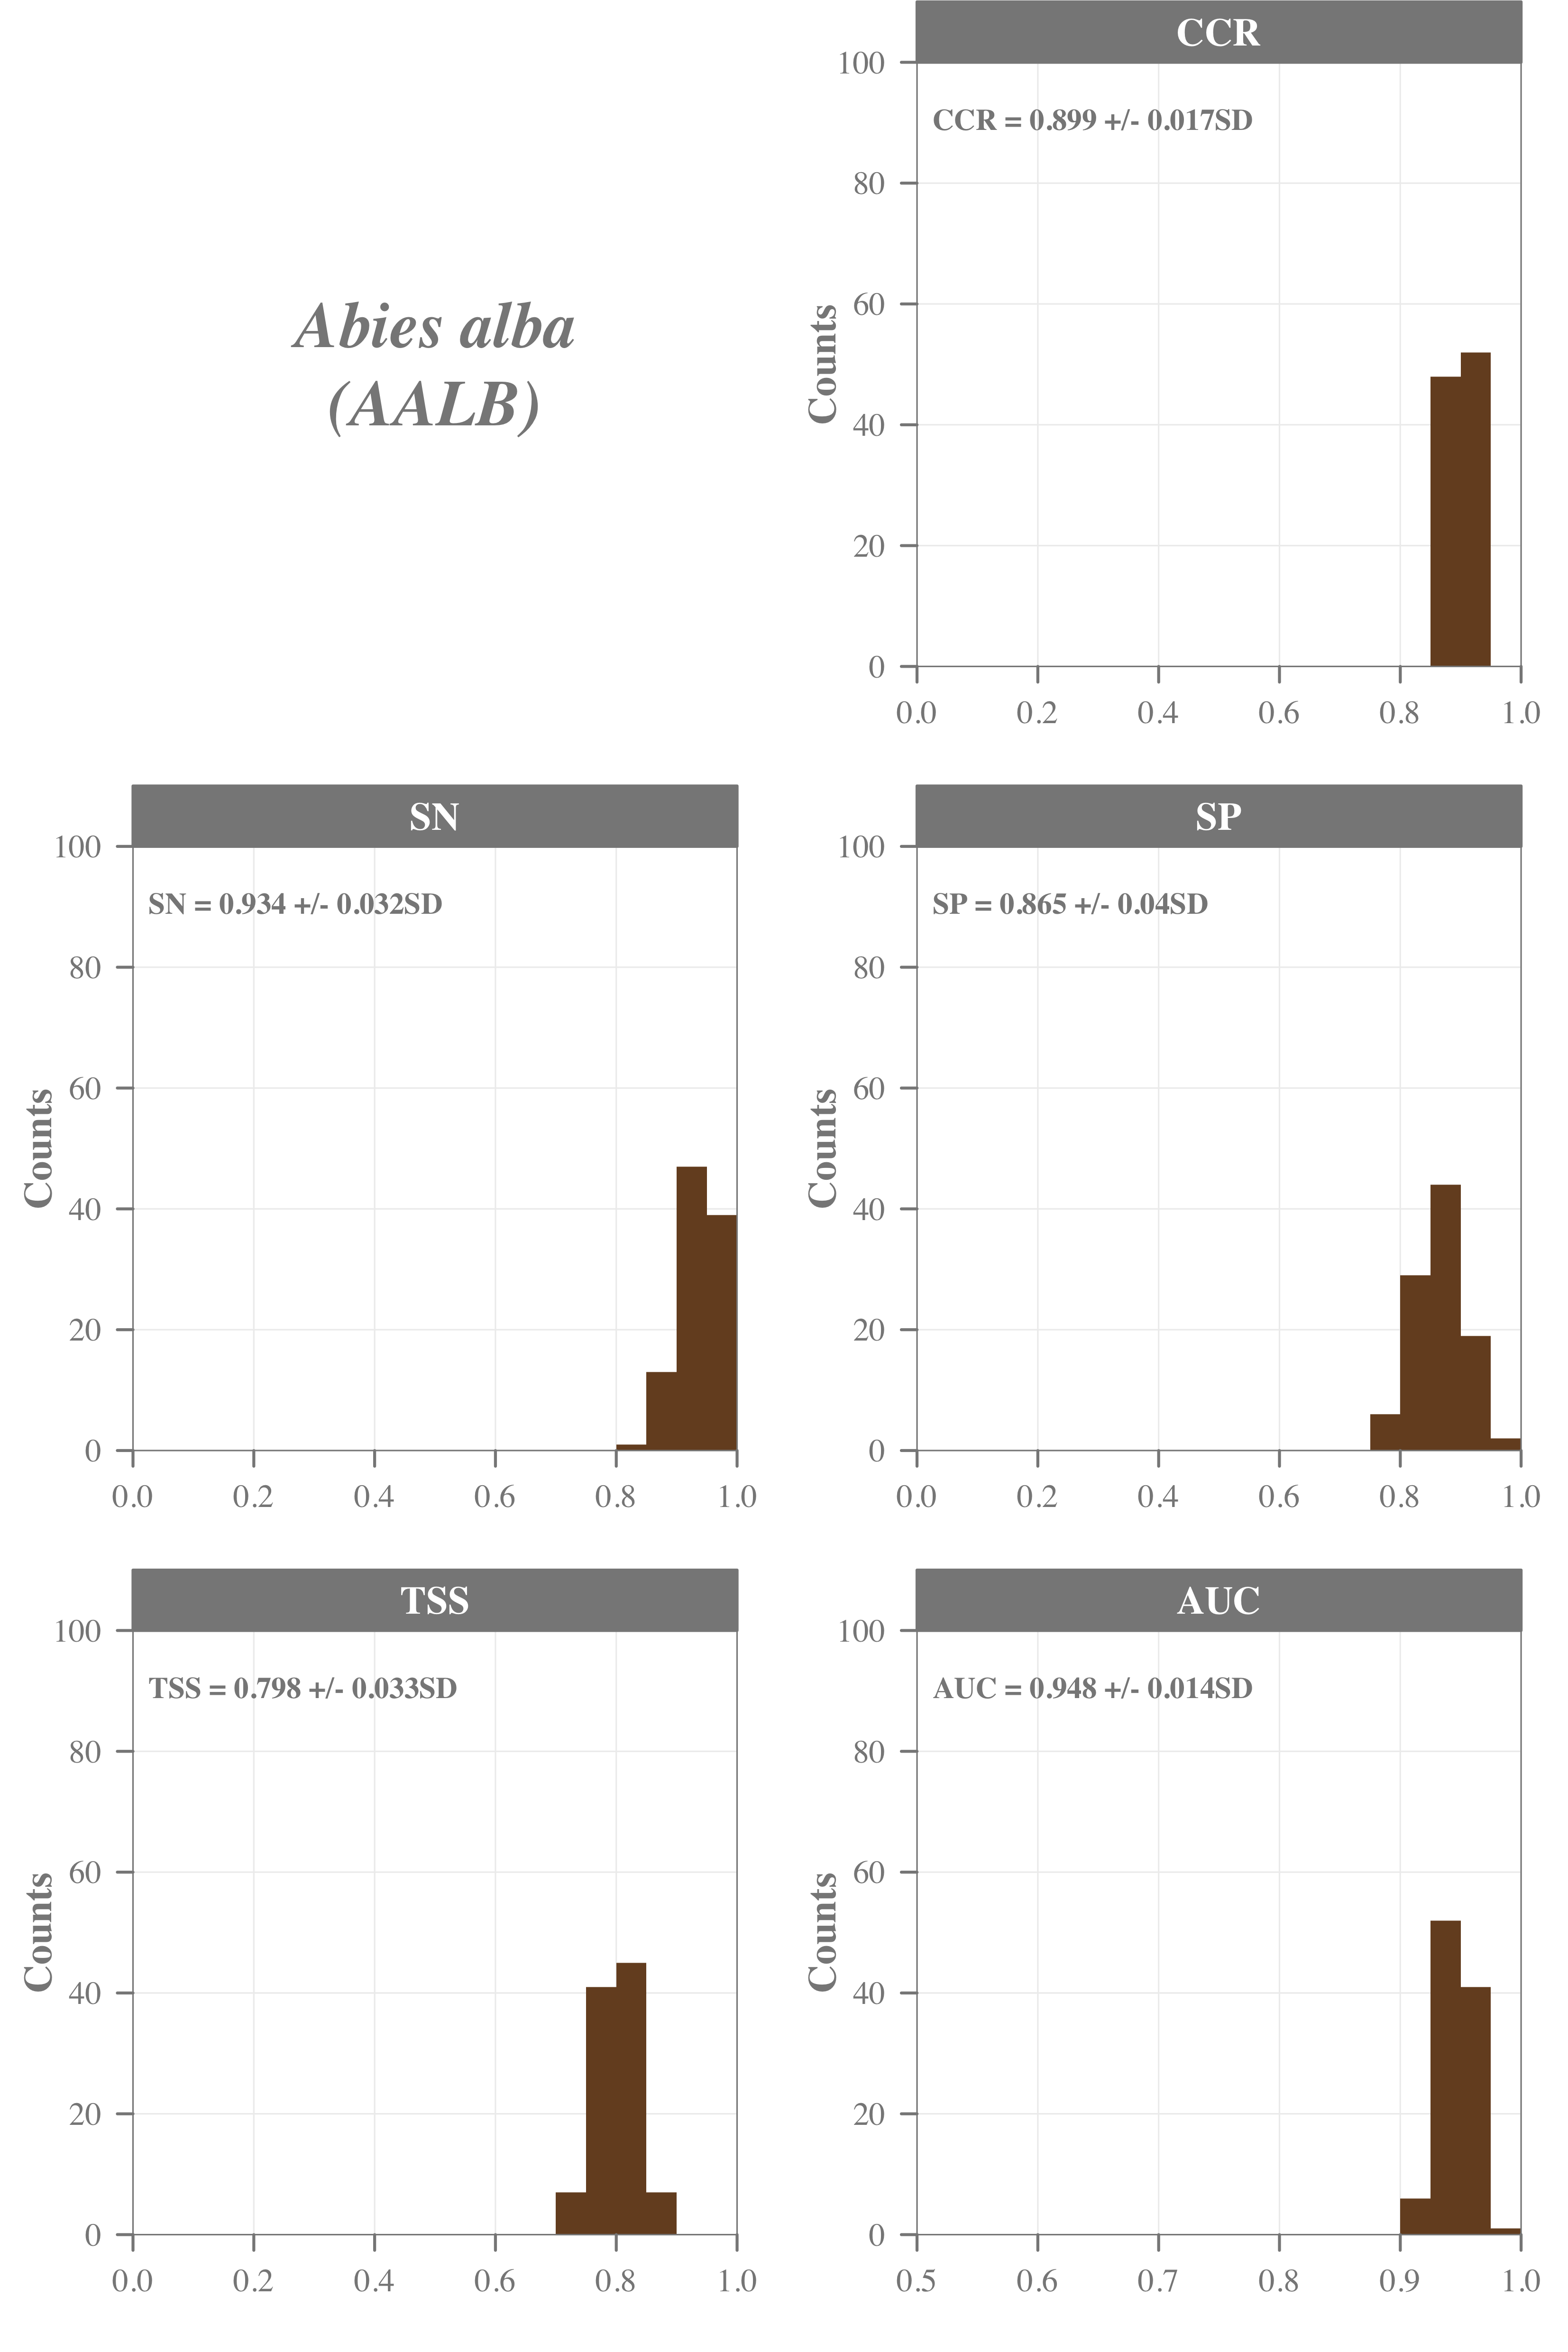 Abies alba
(AALB)
CCR
CCR = 0.899 +/- 0.017SD
Counts
100
80
60
40
20
0
0.0 0.2 0.4 0.6 0.8 1.0
SN
SN = 0.934 +/- 0.032SD
Counts
100
80
60
40
20
0
0.0 0.2 0.4 0.6 0.8 1.0
SP
SP = 0.865 +/- 0.04SD
Counts
100
80
60
40
20
0
0.0 0.2 0.4 0.6 0.8 1.0
TSS
TSS = 0.798 +/- 0.033SD
Counts
100
80
60
40
20
0
0.0 0.2 0.4 0.6 0.8 1.0
AUC
AUC = 0.948 +/- 0.014SD
Counts
100
80
60
40
20
0
0.5 0.6 0.7 0.8 0.9 1.0